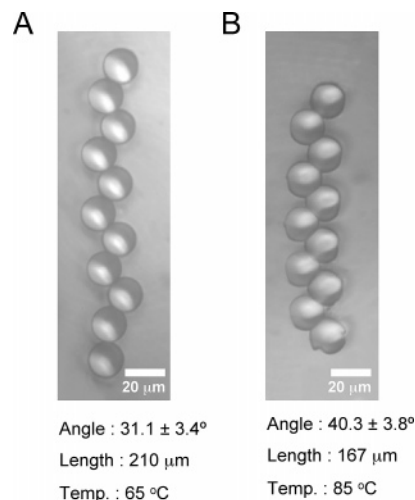 A
B
20 μm
20 μm
Angle : 31.1 ± 3.4º
Length : 210 μm
Temp. : 65 ºC
Angle : 40.3 ± 3.8º
Length : 167 μm
Temp. : 85 ºC